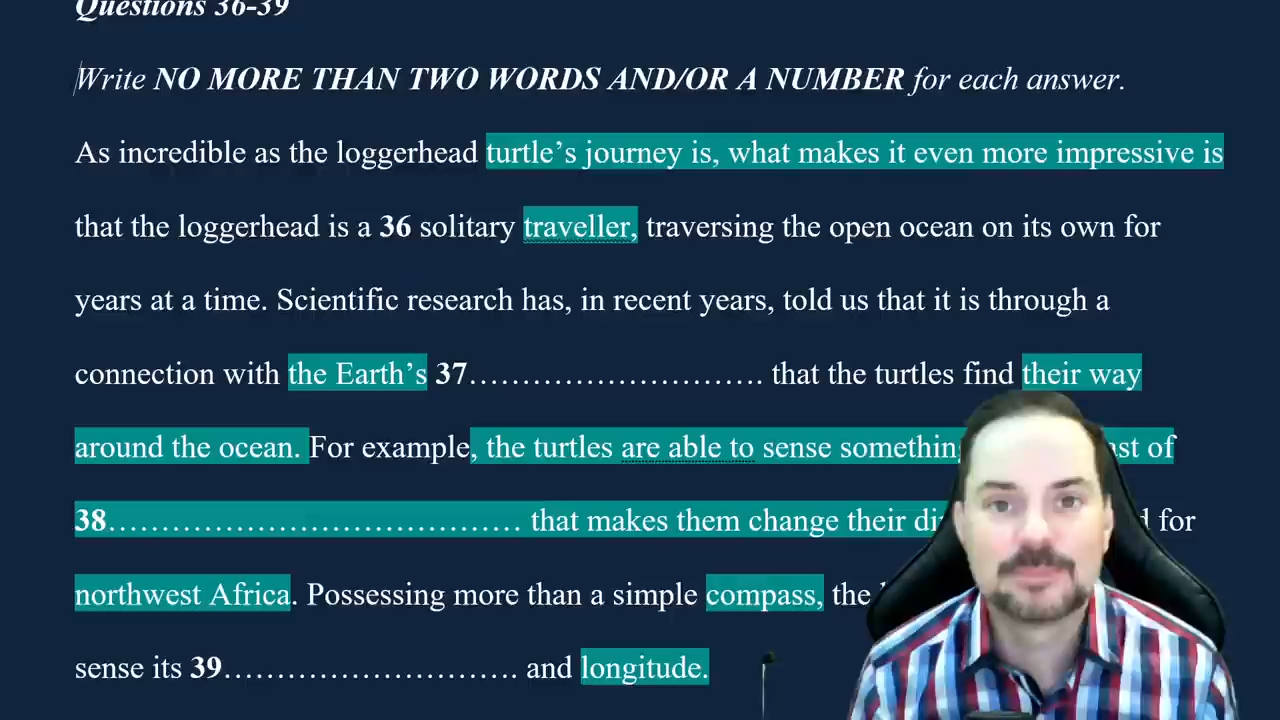 Questions 36-39
Write NO MORE THAN TWO WORDS AND/OR A NUMBER for each answer.
As incredible as the loggerhead turtle’s journey is, what makes it even more impressive is
that the loggerhead is a 36 solitary traveller, traversing the open ocean on its own for
years at a time. Scientific research has, in recent years, told us that it is through a
connection with the Earth’s 37………………………. that the turtles find their way
around the ocean. For example, the turtles are able to sense something of
38………………………………… that makes them change their for
northwest Africa. Possessing more than a simple compass, the
sense its 39………………………. and longitude.